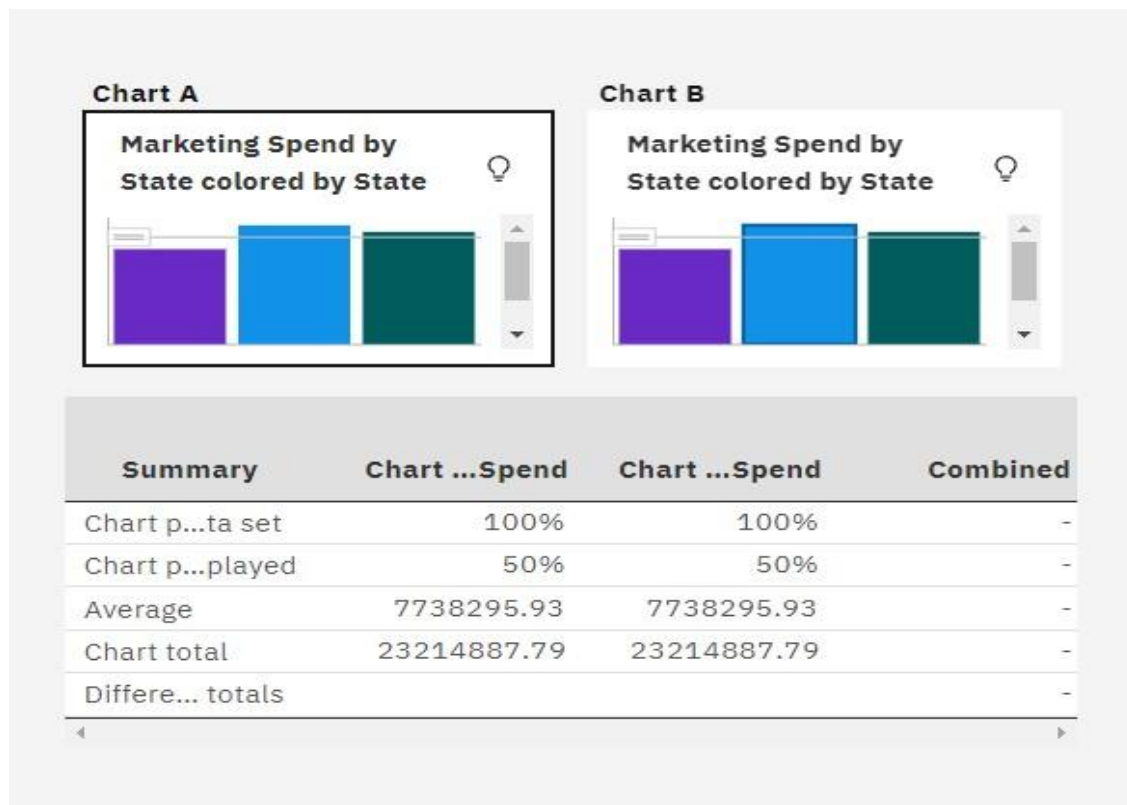 Chart A
Chart B
Marketing Spend by
State colored by State
Marketing Spend by
State colored by State
Summary Chart ...Spend Chart ...Spend Combined
Chart p...ta set 100% 100% -
Chart p...played 50% 50% -
Average 7738295.93 7738295.93 -
Chart total 23214887.79 23214887.79 -
Differe... totals -